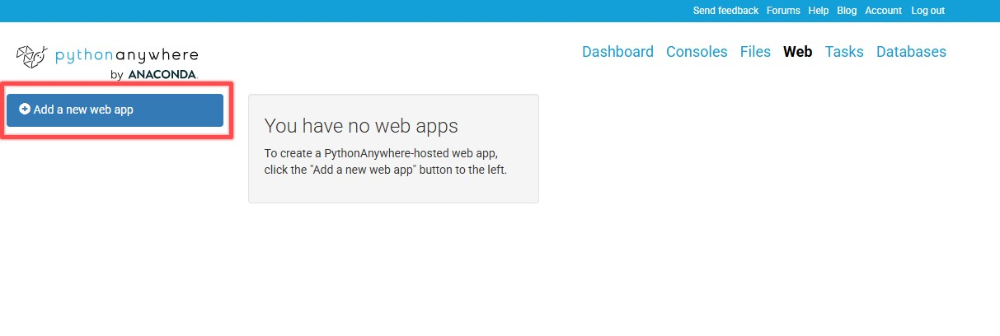 Send feedback Forums Help Blog Account Log out
pythonanywhere
by ANACONDA.
Dashboard Consoles Files Web Tasks Databases
Add a new web app
You have no web apps
To create a PythonAnywhere-hosted web app,
click the "Add a new web app" button to the left.